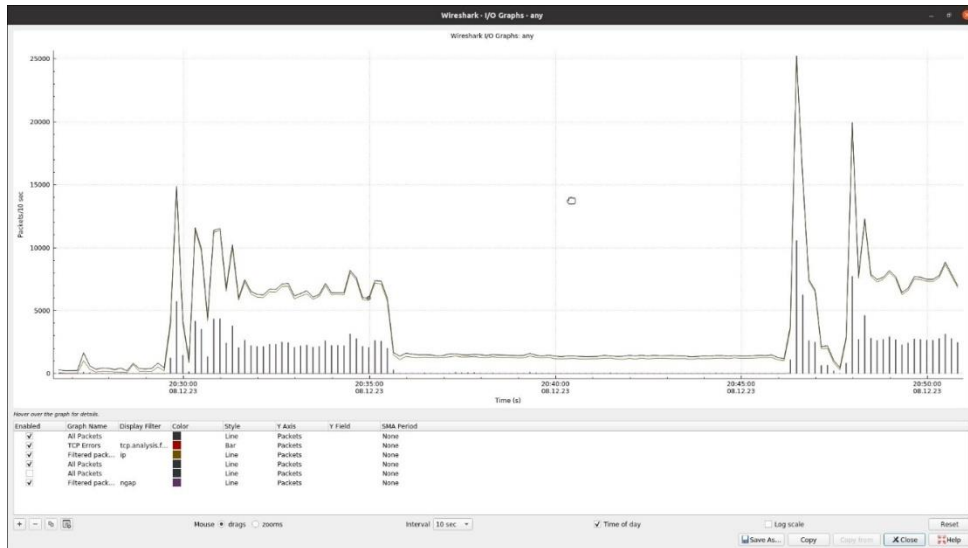 Wireshark · I/O Graphs · any
Wireshark I/O Graphs: any
25000
20000
15000
10000
5000
0
Packets/10 sec
20:30:00 20:35:00 20:40:00 20:45:00 20:50:00
08.12.23 08.12.23 08.12.23 08.12.23 08.12.23
Time (s)
Hover over the graph for details.
Enabled Graph Name Display Filter Color Style Y Axis Y Field SMA Period
All Packets Line Packets None
TCP Errors tcp.analysis.f... Bar Packets None
Filtered pack... ip Line Packets None
All Packets Line Packets None
All Packets Line Packets None
Filtered pack... ngap Line Packets None
Mouse drags zooms Interval 10 sec Time of day Log scale Reset
Save As... Copy Copy from Close Help